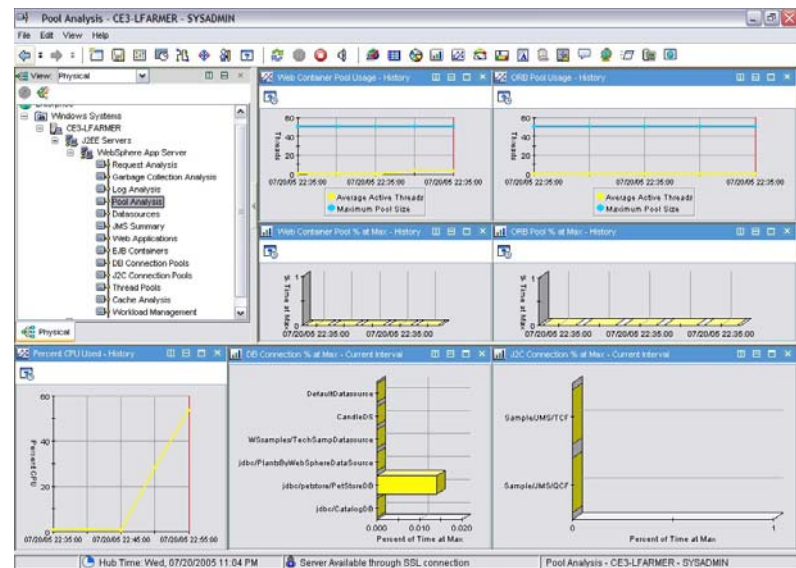 Pool Analysis - CE3-LFARMER - SYSADMIN
File Edit View Help
View: Physical
Enterprise
Windows Systems
CE3-LFARMER
J2EE Servers
WebSphere App Server
Request Analysis
Garbage Collection Analysis
Log Analysis
Pool Analysis
Datasources
JMS Summary
Web Applications
EJB Containers
DB Connection Pools
J2C Connection Pools
Thread Pools
Cache Analysis
Workload Management
Physical
Web Container Pool Usage - History
Threads
60
40
20
0
07/20/05 22:35:00 07/20/05 22:35:00 07/20/05 22:35:00
Average Active Threads
Maximum Pool Size
ORB Pool Usage - History
Threads
60
40
20
0
07/20/05 22:35:00 07/20/05 22:35:00 07/20/05 22:35:00
Average Active Threads
Maximum Pool Size
Web Container Pool % at Max - History
% Time at Max
1
0
07/20/05 22:35:00 07/20/05 22:35:00 07/20/05 22:35:00
ORB Pool % at Max - History
% Time at Max
1
0
07/20/05 22:35:00 07/20/05 22:35:00 07/20/05 22:35:00
Percent CPU Used - History
Percent CPU
60
40
20
0
07/20/05 22:35:00 07/20/05 22:45:00 07/20/05 22:55:00
DB Connection % at Max - Current Interval
DefaultDatasource
CandleDS
WSsamples/TechSampDatasource
jdbc/PlantsByWebSphereDataSource
jdbc/petstore/PetStoreDB
jdbc/CatalogDB
0.000 0.010 0.020
Percent of Time at Max
J2C Connection % at Max - Current Interval
Sample/JMS/TCF
Sample/JMS/QCF
0 1
Percent of Time at Max
Hub Time: Wed, 07/20/2005 11:04 PM
Server Available through SSL connection
Pool Analysis - CE3-LFARMER - SYSADMIN